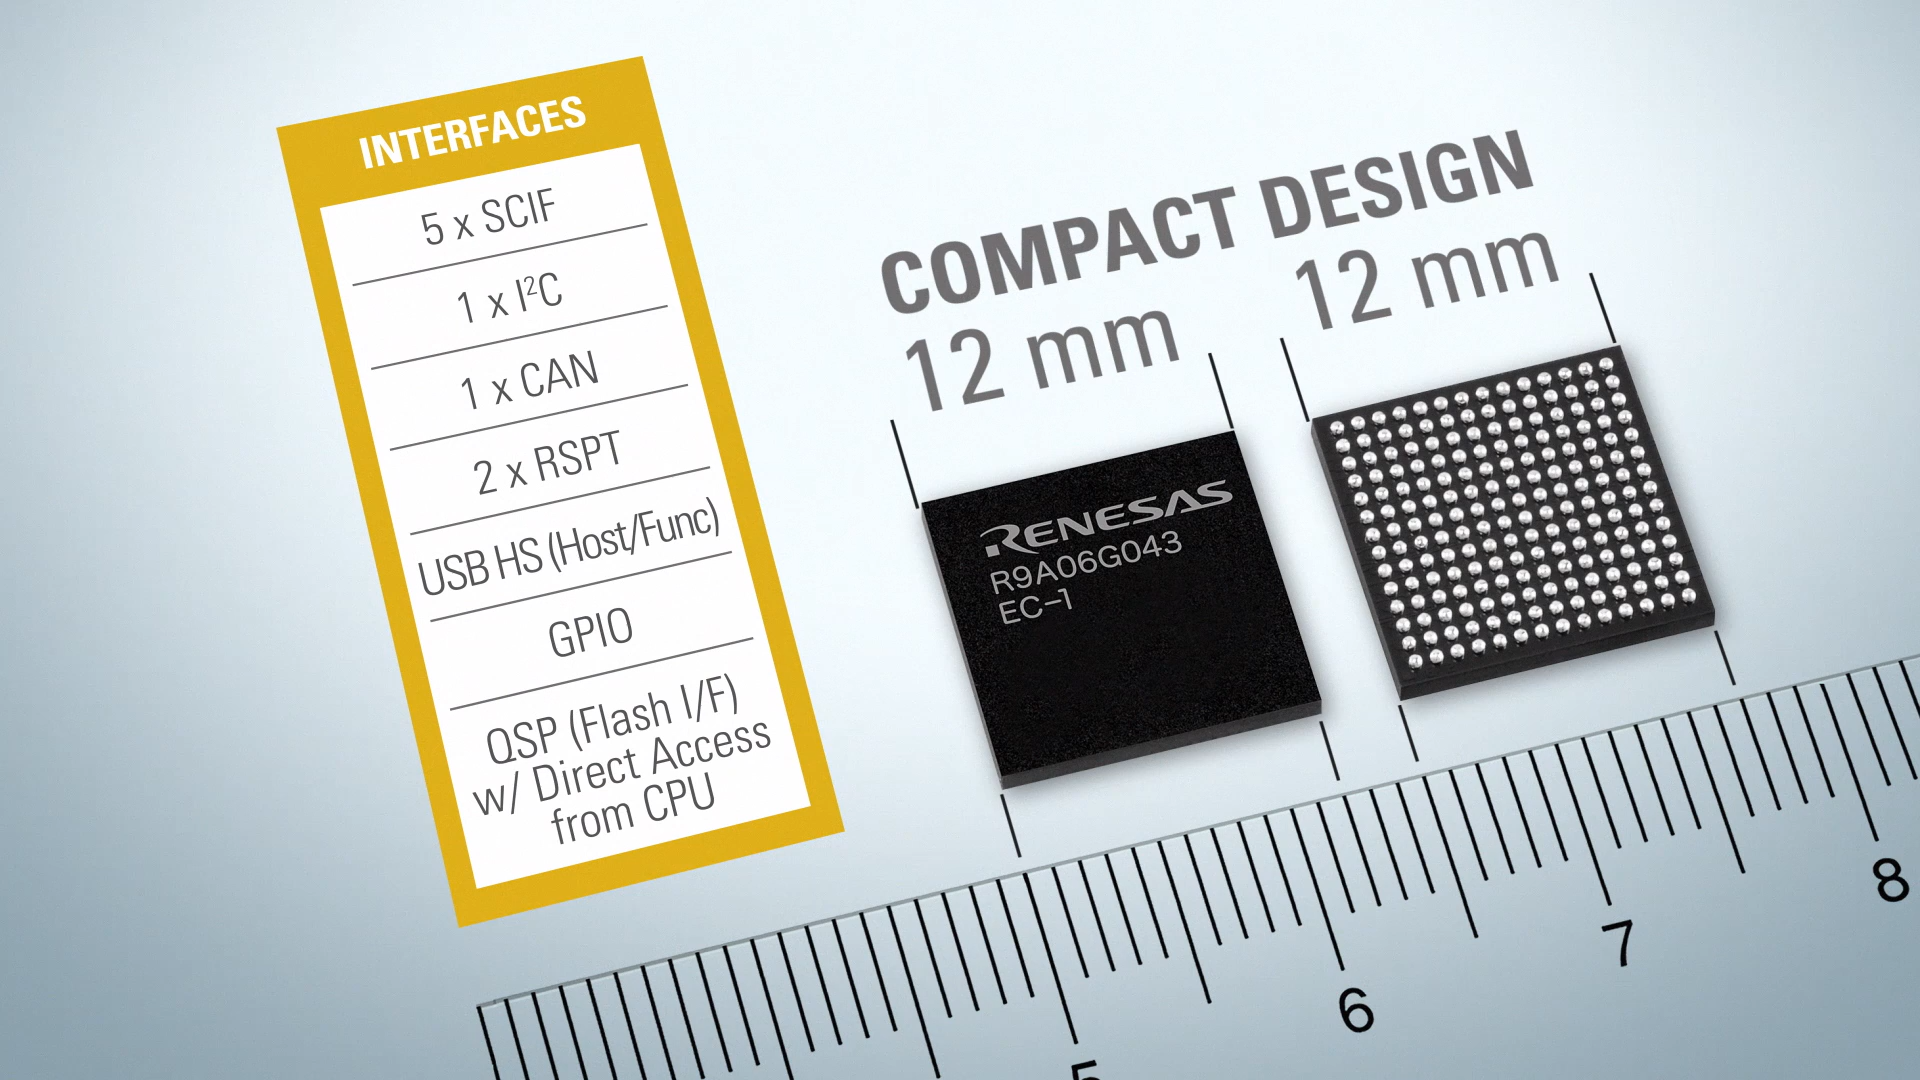 INTERFACES
5 x SCIF
1 x I²C
1 x CAN
2 x RSPT
USB HS (Host/Func)
GPIO
QSP (Flash I/F)
w/ Direct Access
from CPU
COMPACT DESIGN
12 mm
12 mm
RENESAS
R9A06G043
EC-1
5
6
7
8